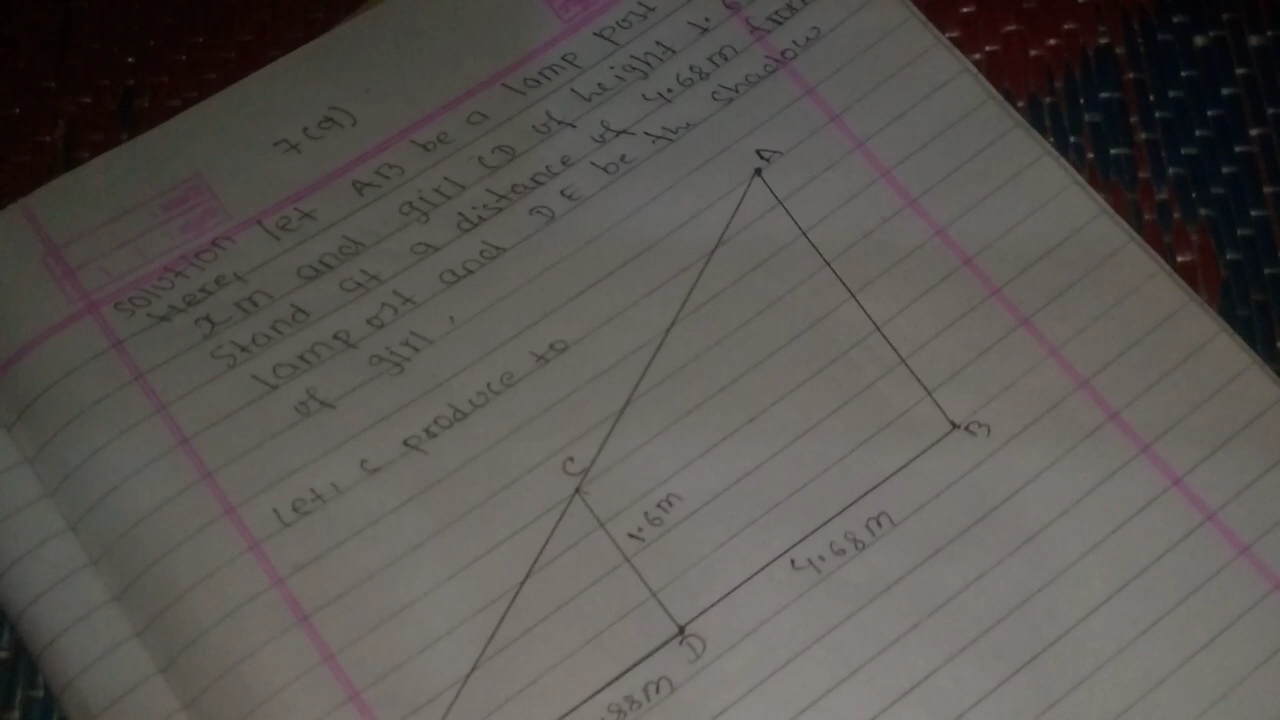 7(a)
solution
Here, let AB be a lamp post
x m and girl CD of height 1.6
stand at a distance of 4.68m from
lamp ost and DE be the shadow
of girl,
Let, c produce to
A
C
B
1.6m
4.68m
D
.88m